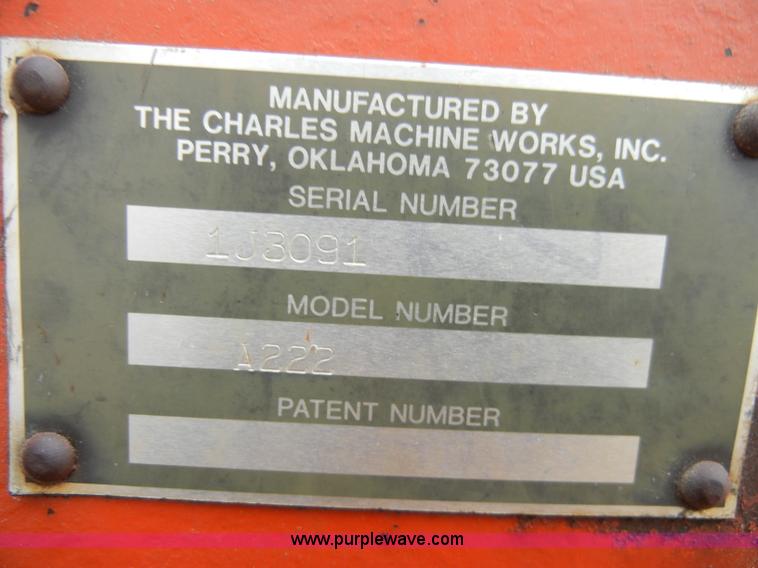 MANUFACTURED BY
THE CHARLES MACHINE WORKS, INC.
PERRY, OKLAHOMA 73077 USA
SERIAL NUMBER
1J3091
MODEL NUMBER
A222
PATENT NUMBER
www.purplewave.com